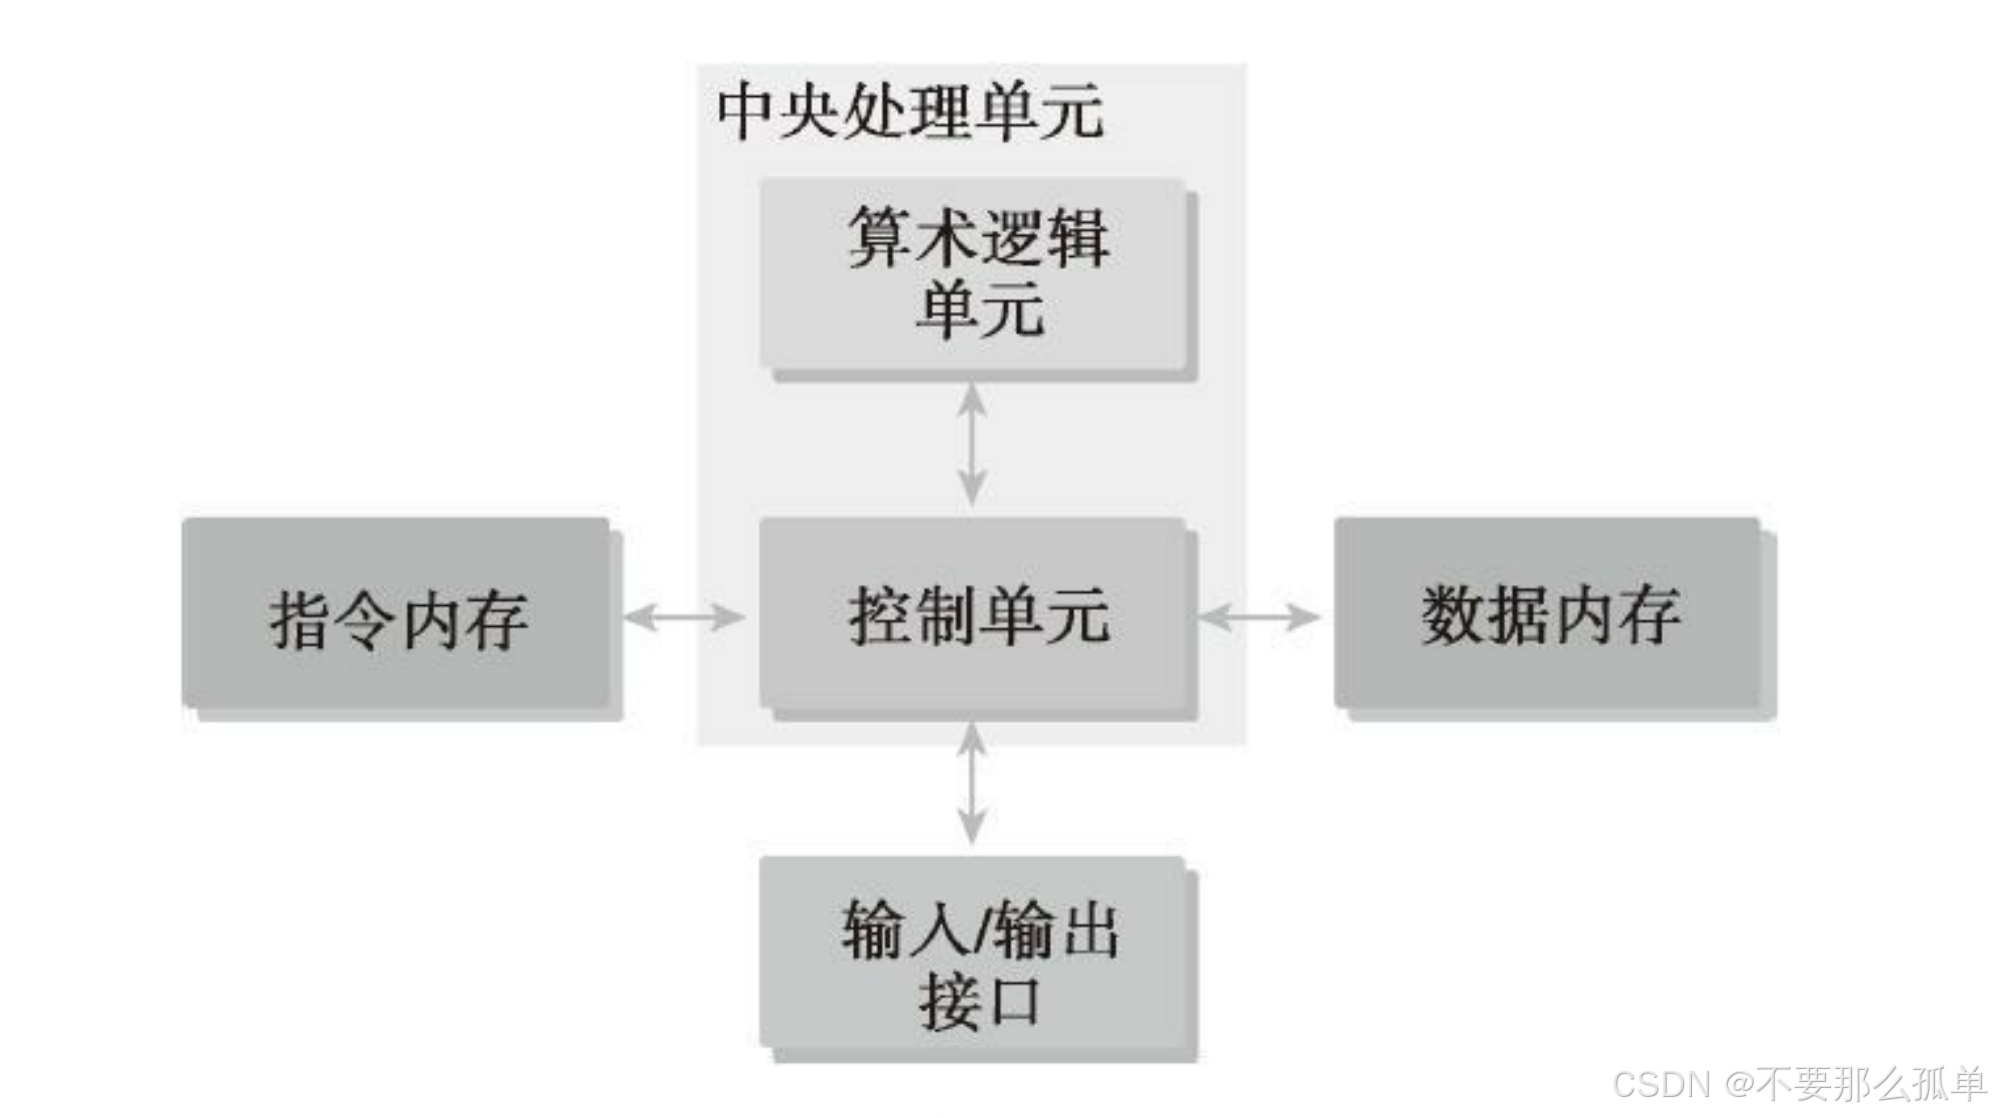 中央处理单元
算术逻辑
单元
指令内存
控制单元
数据内存
输入/输出
接口
CSDN @不要那么孤单